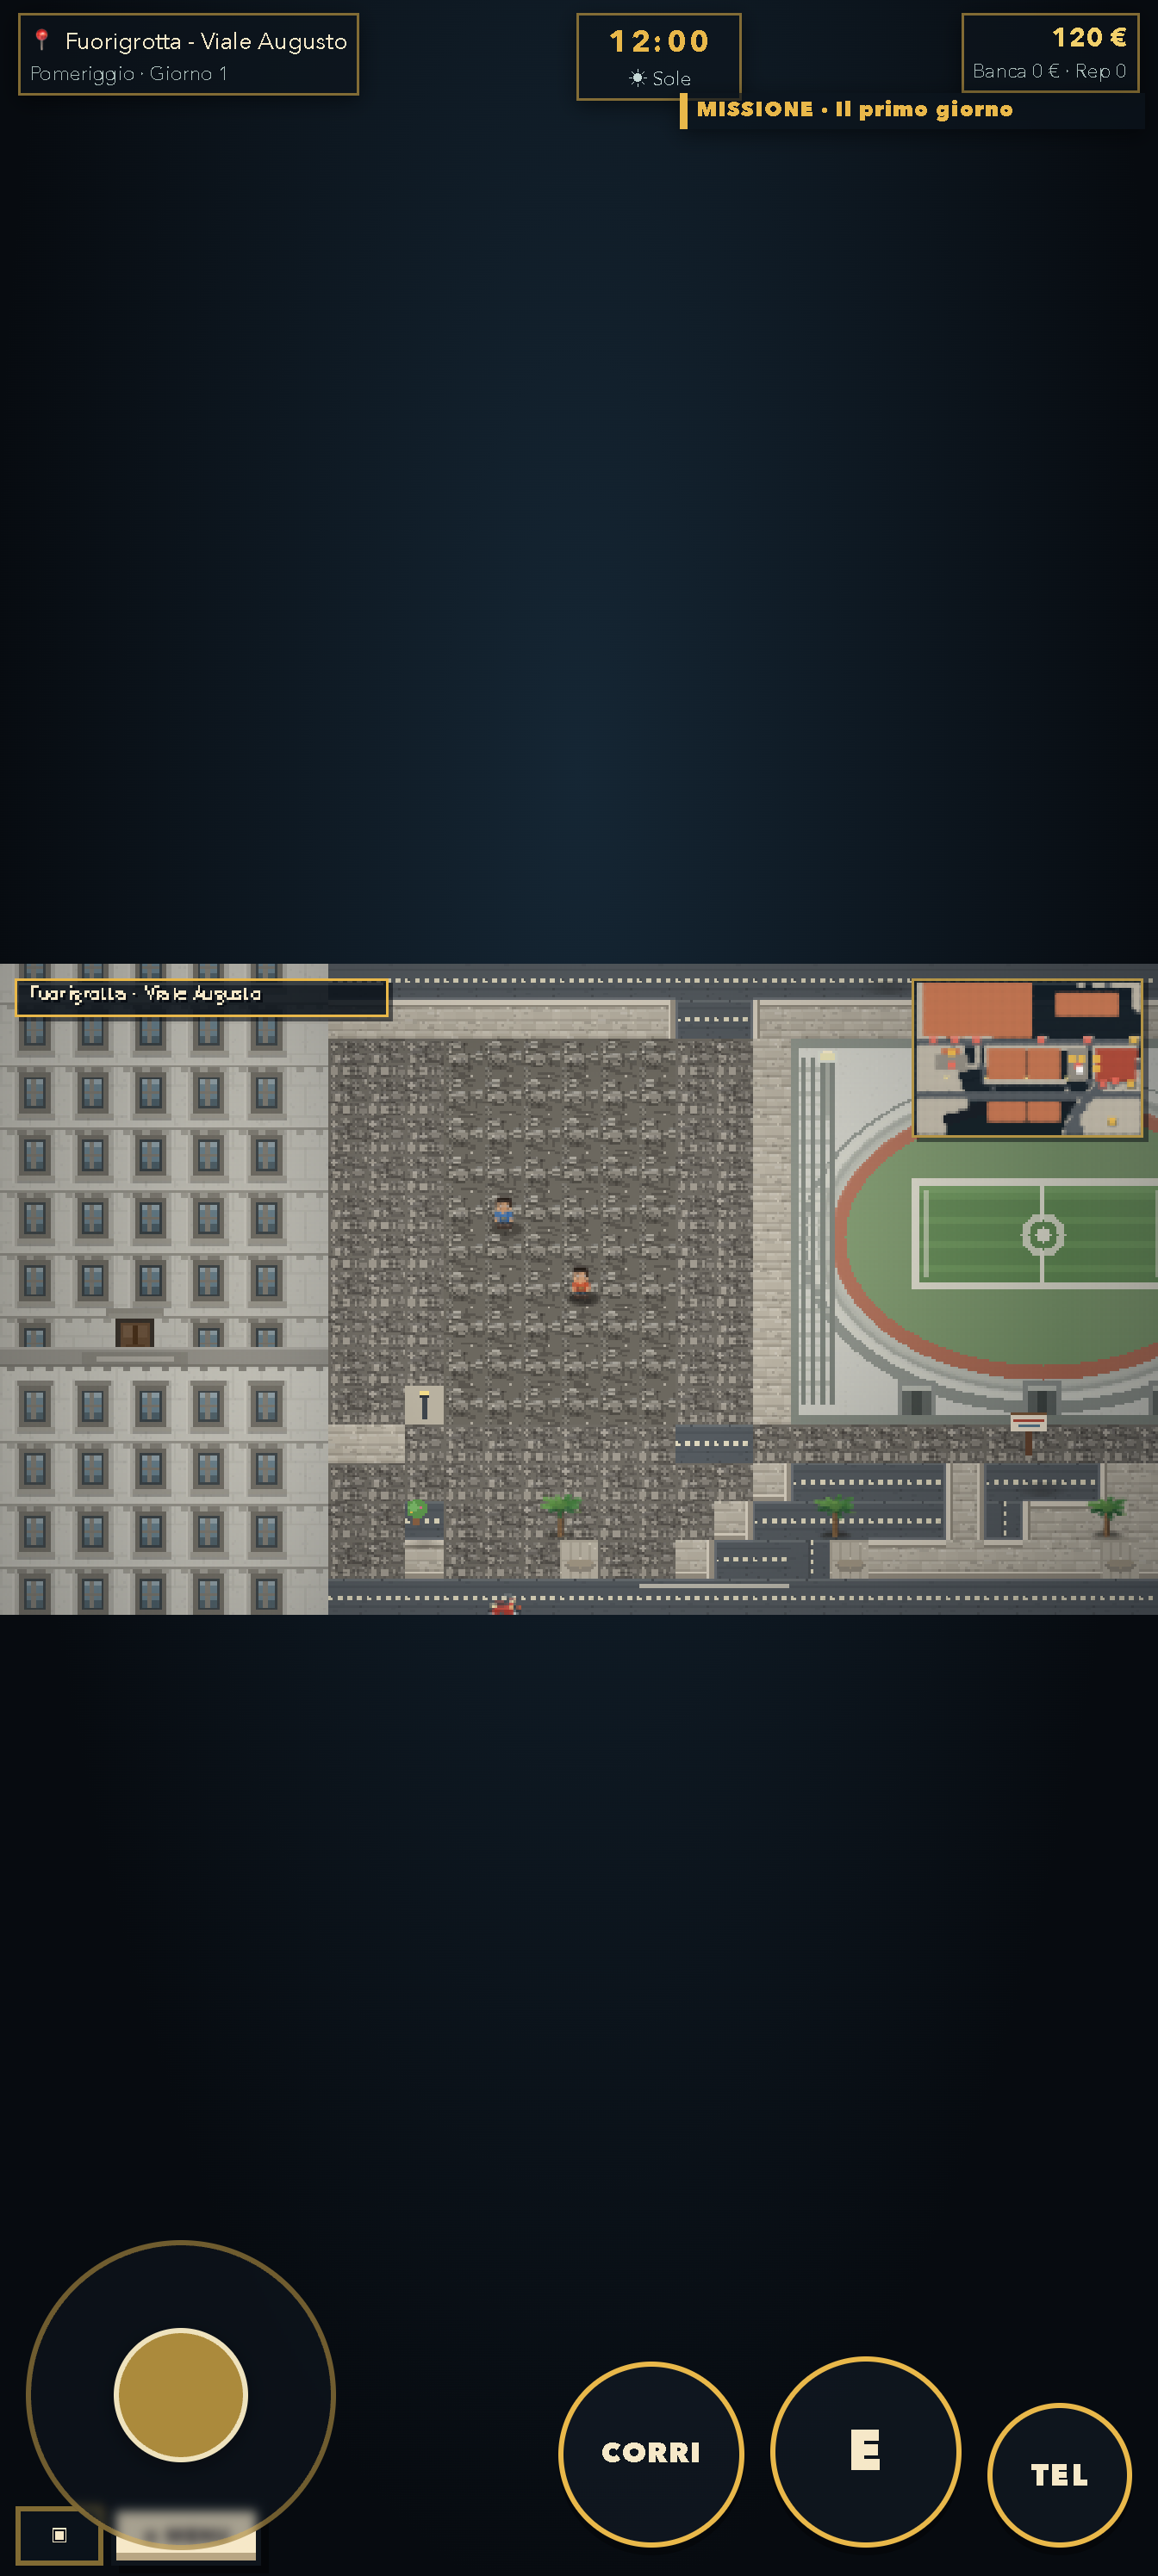 Fuorigrotta - Viale Augusto
Pomeriggio · Giorno 1
12:00
Sole
120 €
Banca 0 € · Rep 0
MISSIONE · Il primo giorno
Fuorigrotta · Viale Augusto
CORRI
E
TEL